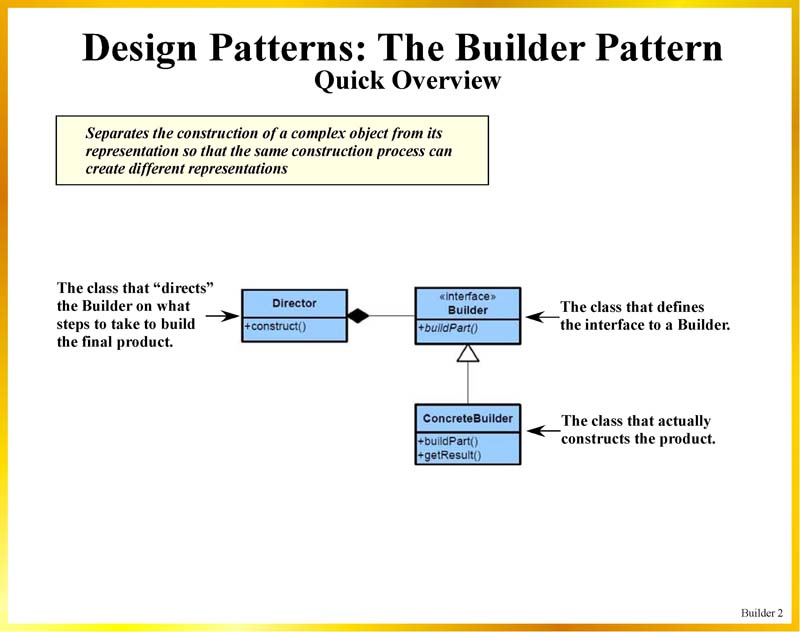 Design Patterns: The Builder Pattern
Quick Overview
Separates the construction of a complex object from its
representation so that the same construction process can
create different representations
The class that “directs”
the Builder on what
steps to take to build
the final product.
Director
+construct()
«interface»
Builder
+buildPart()
The class that defines
the interface to a Builder.
ConcreteBuilder
+buildPart()
+getResult()
The class that actually
constructs the product.
Builder 2